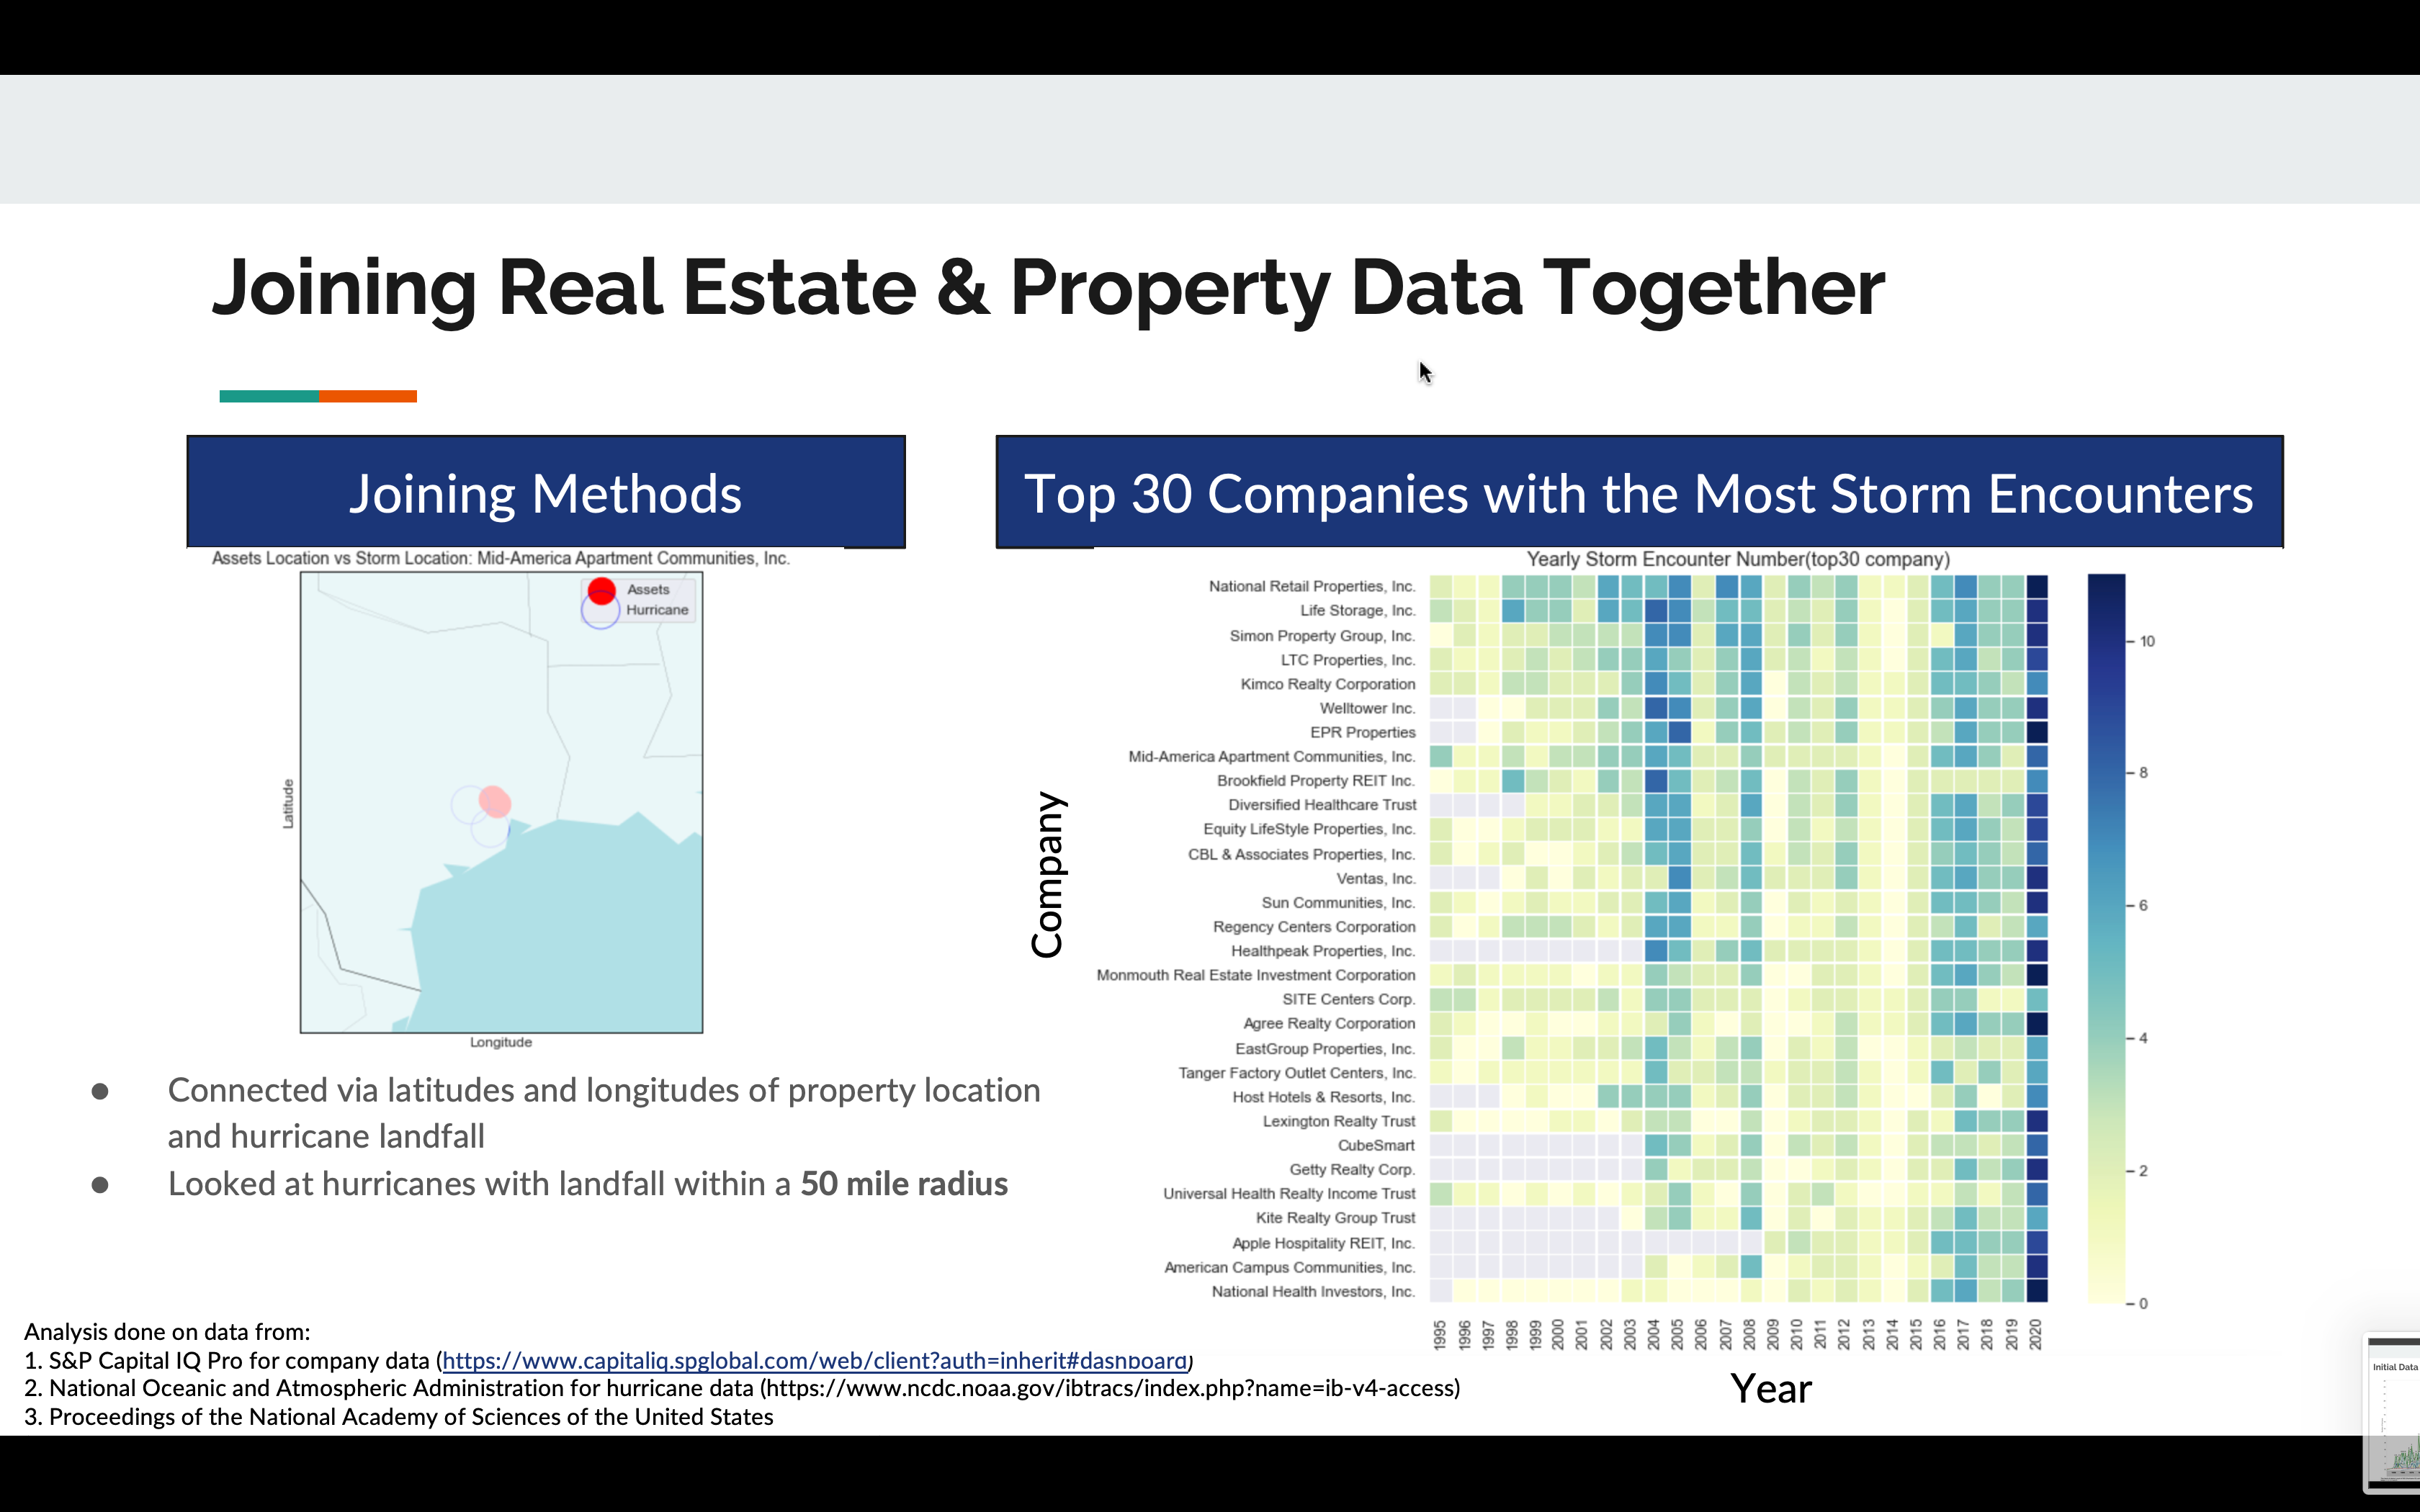 Joining Real Estate & Property Data Together
Joining Methods
Assets Location vs Storm Location: Mid-America Apartment Communities, Inc.
Assets
Hurricane
Latitude
Longitude
● Connected via latitudes and longitudes of property location
and hurricane landfall
● Looked at hurricanes with landfall within a 50 mile radius
Top 30 Companies with the Most Storm Encounters
Yearly Storm Encounter Number(top30 company)
Company
National Retail Properties, Inc.
Life Storage, Inc.
Simon Property Group, Inc.
LTC Properties, Inc.
Kimco Realty Corporation
Welltower Inc.
EPR Properties
Mid-America Apartment Communities, Inc.
Brookfield Property REIT Inc.
Diversified Healthcare Trust
Equity LifeStyle Properties, Inc.
CBL & Associates Properties, Inc.
Ventas, Inc.
Sun Communities, Inc.
Regency Centers Corporation
Healthpeak Properties, Inc.
Monmouth Real Estate Investment Corporation
SITE Centers Corp.
Agree Realty Corporation
EastGroup Properties, Inc.
Tanger Factory Outlet Centers, Inc.
Host Hotels & Resorts, Inc.
Lexington Realty Trust
CubeSmart
Getty Realty Corp.
Universal Health Realty Income Trust
Kite Realty Group Trust
Apple Hospitality REIT, Inc.
American Campus Communities, Inc.
National Health Investors, Inc.
1995 1996 1997 1998 1999 2000 2001 2002 2003 2004 2005 2006 2007 2008 2009 2010 2011 2012 2013 2014 2015 2016 2017 2018 2019 2020
Year
10
8
6
4
2
0
Analysis done on data from:
1. S&P Capital IQ Pro for company data (https://www.capitaliq.spglobal.com/web/client?auth=inherit#dashboard)
2. National Oceanic and Atmospheric Administration for hurricane data (https://www.ncdc.noaa.gov/ibtracs/index.php?name=ib-v4-access)
3. Proceedings of the National Academy of Sciences of the United States
Initial Data